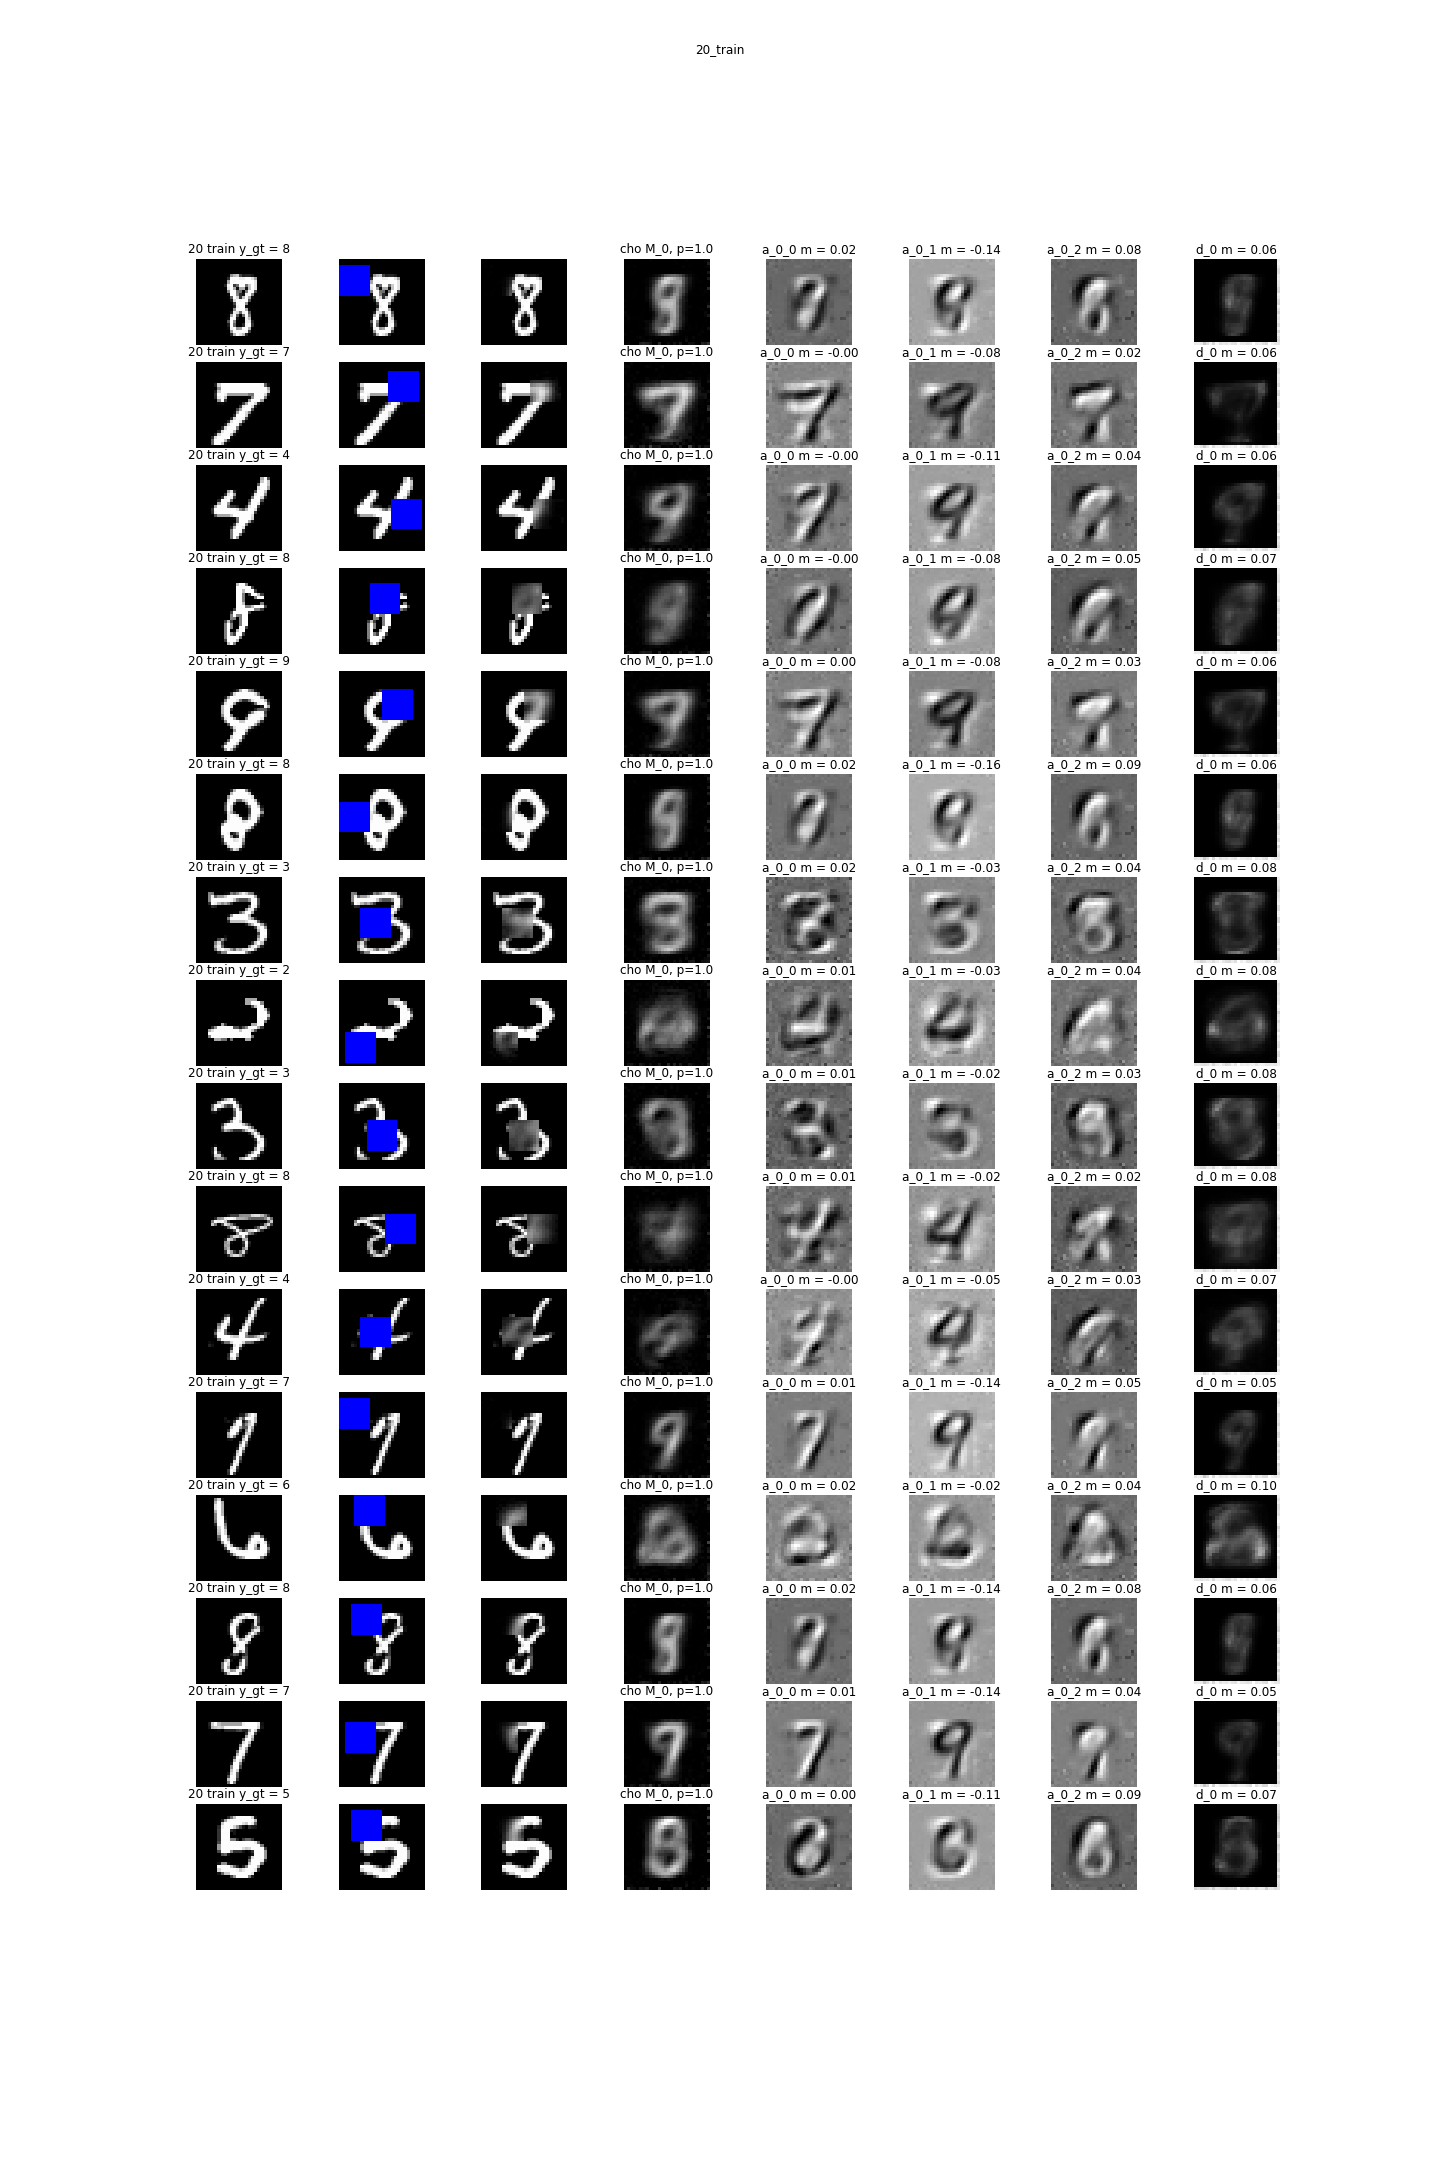 20_train
20 train y_gt = 8 cho M_0, p=1.0 a_0_0 m = 0.02 a_0_1 m = -0.14 a_0_2 m = 0.08 d_0 m = 0.06
20 train y_gt = 7 cho M_0, p=1.0 a_0_0 m = -0.00 a_0_1 m = -0.08 a_0_2 m = 0.02 d_0 m = 0.06
20 train y_gt = 4 cho M_0, p=1.0 a_0_0 m = -0.00 a_0_1 m = -0.11 a_0_2 m = 0.04 d_0 m = 0.06
20 train y_gt = 8 cho M_0, p=1.0 a_0_0 m = -0.00 a_0_1 m = -0.08 a_0_2 m = 0.05 d_0 m = 0.07
20 train y_gt = 9 cho M_0, p=1.0 a_0_0 m = 0.00 a_0_1 m = -0.08 a_0_2 m = 0.03 d_0 m = 0.06
20 train y_gt = 8 cho M_0, p=1.0 a_0_0 m = 0.02 a_0_1 m = -0.16 a_0_2 m = 0.09 d_0 m = 0.06
20 train y_gt = 3 cho M_0, p=1.0 a_0_0 m = 0.02 a_0_1 m = -0.03 a_0_2 m = 0.04 d_0 m = 0.08
20 train y_gt = 2 cho M_0, p=1.0 a_0_0 m = 0.01 a_0_1 m = -0.03 a_0_2 m = 0.04 d_0 m = 0.08
20 train y_gt = 3 cho M_0, p=1.0 a_0_0 m = 0.01 a_0_1 m = -0.02 a_0_2 m = 0.03 d_0 m = 0.08
20 train y_gt = 8 cho M_0, p=1.0 a_0_0 m = 0.01 a_0_1 m = -0.02 a_0_2 m = 0.02 d_0 m = 0.08
20 train y_gt = 4 cho M_0, p=1.0 a_0_0 m = -0.00 a_0_1 m = -0.05 a_0_2 m = 0.03 d_0 m = 0.07
20 train y_gt = 7 cho M_0, p=1.0 a_0_0 m = 0.01 a_0_1 m = -0.14 a_0_2 m = 0.05 d_0 m = 0.05
20 train y_gt = 6 cho M_0, p=1.0 a_0_0 m = 0.02 a_0_1 m = -0.02 a_0_2 m = 0.04 d_0 m = 0.10
20 train y_gt = 8 cho M_0, p=1.0 a_0_0 m = 0.02 a_0_1 m = -0.14 a_0_2 m = 0.08 d_0 m = 0.06
20 train y_gt = 7 cho M_0, p=1.0 a_0_0 m = 0.01 a_0_1 m = -0.14 a_0_2 m = 0.04 d_0 m = 0.05
20 train y_gt = 5 cho M_0, p=1.0 a_0_0 m = 0.00 a_0_1 m = -0.11 a_0_2 m = 0.09 d_0 m = 0.07